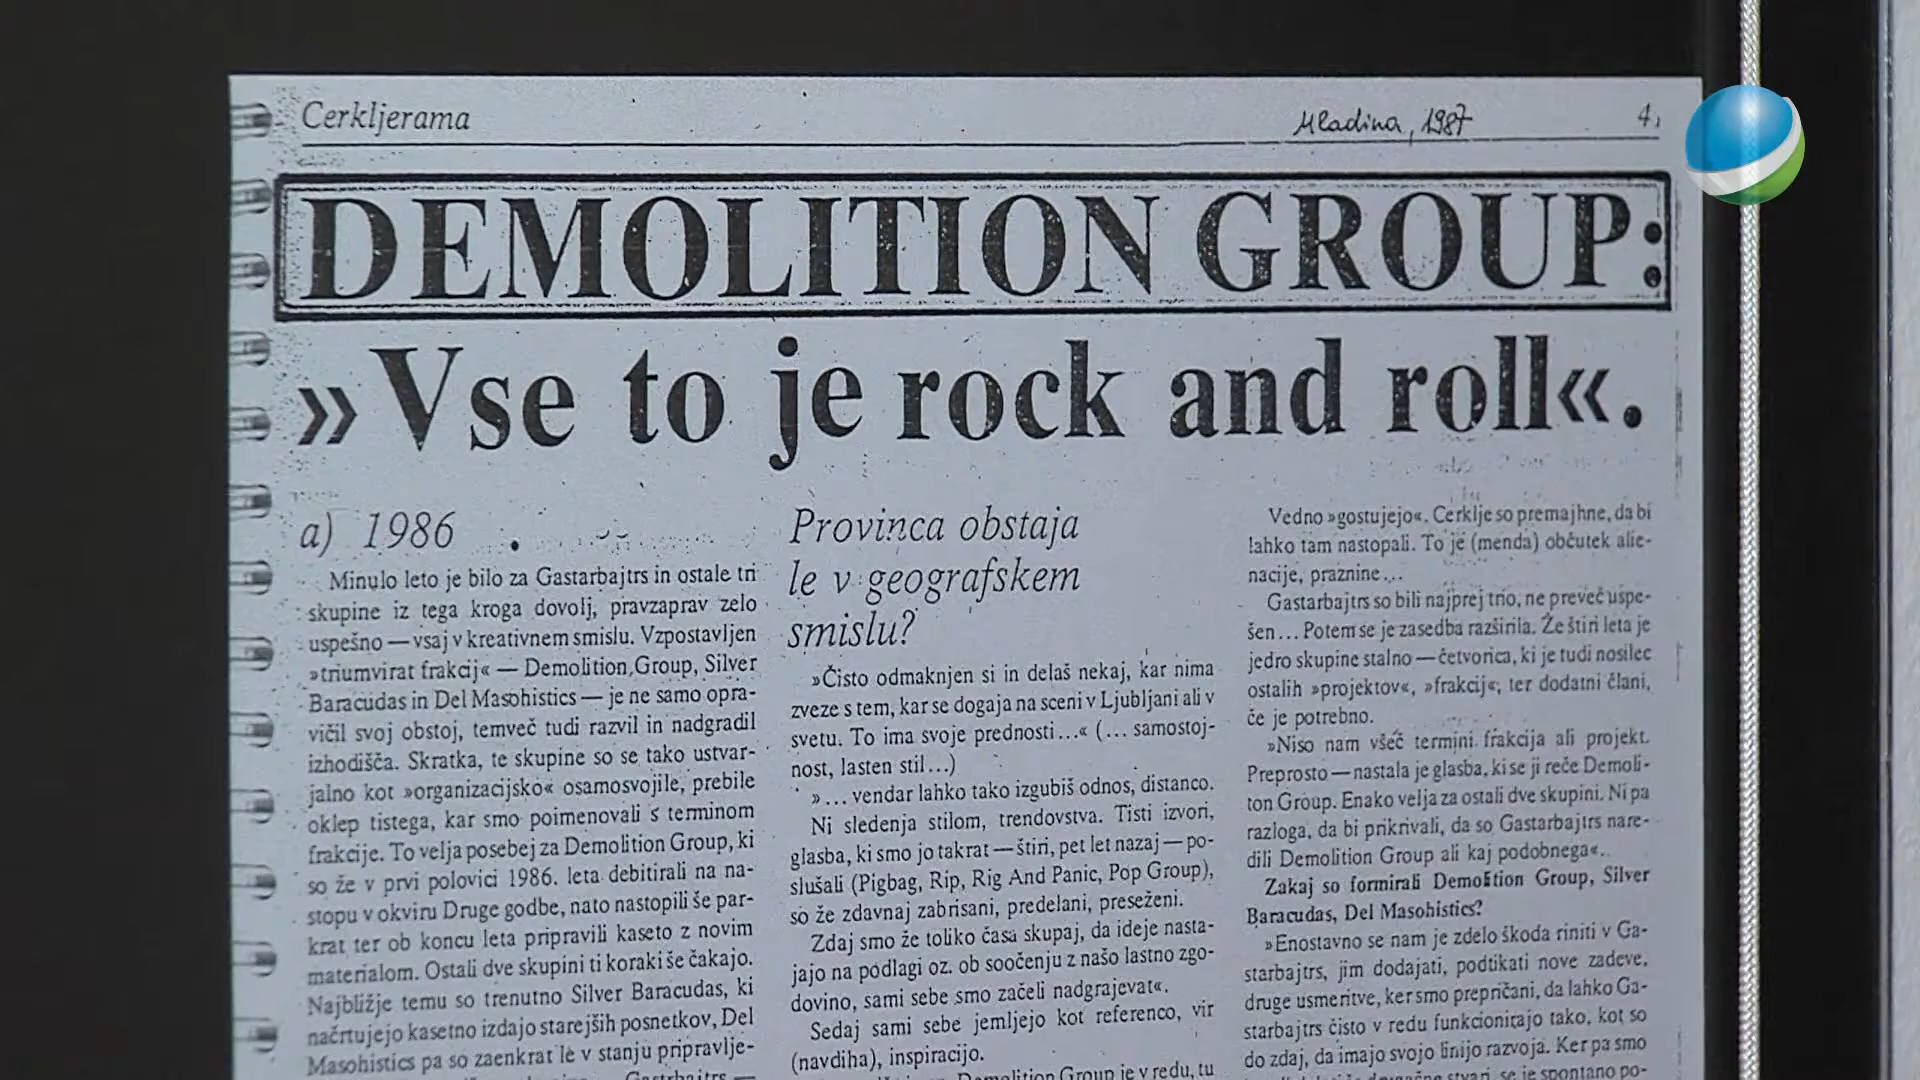 Cerkljerama
Mladina, 1987
4,
DEMOLITION GROUP:
»Vse to je rock and roll«.
a) 1986
Minulo leto je bilo za Gastarbajtrs in ostale tri
skupine iz tega kroga dovolj, pravzaprav zelo
uspešno — vsaj v kreativnem smislu. Vzpostavljen
»triumvirat frakcij« — Demolition Group, Silver
Baracudas in Del Masohistics — je ne samo opra-
vičil svoj obstoj, temveč tudi razvil in nadgradil
izhodišča. Skratka, te skupine so se tako ustvar-
jalno kot »organizacijsko« osamosvojile, prebile
oklep tistega, kar smo poimenovali s terminom
frakcije. To velja posebej za Demolition Group, ki
so že v prvi polovici 1986. leta debitirali na na-
stopu v okviru Druge godbe, nato nastopili še par-
krat ter ob koncu leta pripravili kaseto z novim
materialom. Ostali dve skupini ti koraki še čakajo.
Najbližje temu so trenutno Silver Baracudas, ki
načrtujejo kasetno izdajo starejših posnetkov, Del
Masohistics pa so zaenkrat le v stanju pripravlje-
Gastrbajtrs —
Provinca obstaja
le v geografskem
smislu?
»Čisto odmaknjen si in delaš nekaj, kar nima
zveze s tem, kar se dogaja na sceni v Ljubljani ali v
svetu. To ima svoje prednosti...« (... samostoj-
nost, lasten stil...)
»... vendar lahko tako izgubiš odnos, distanco.
Ni sledenja stilom, trendovstva. Tisti izvori,
glasba, ki smo jo takrat — štiri, pet let nazaj — po-
slušali (Pigbag, Rip, Rig And Panic, Pop Group),
so že zdavnaj zabrisani, predelani, preseženi.
Zdaj smo že toliko časa skupaj, da ideje nasta-
jajo na podlagi oz. ob soočenju z našo lastno zgo-
dovino, sami sebe smo začeli nadgrajevat«.
Sedaj sami sebe jemljejo kot referenco, vir
(navdiha), inspiracijo.
Demolition Group je v redu, tu
Vedno »gostujejo«. Cerklje so premajhne, da bi
lahko tam nastopali. To je (menda) občutek alie-
nacije, praznine...
Gastarbajtrs so bili najprej trio, ne preveč uspe-
šen... Potem se je zasedba razširila. Že štiri leta je
jedro skupine stalno — četvorica, ki je tudi nosilec
ostalih »projektov«, »frakcij«, ter dodatni člani,
če je potrebno.
»Niso nam všeč termini frakcija ali projekt.
Preprosto — nastala je glasba, ki se ji reče Demoli-
ton Group. Enako velja za ostali dve skupini. Ni pa
razloga, da bi prikrivali, da so Gastarbajtrs nare-
dili Demolition Group ali kaj podobnega«.
Zakaj so formirali Demolition Group, Silver
Baracudas, Del Masohistics?
»Enostavno se nam je zdelo škoda riniti v Ga-
starbajtrs, jim dodajati, podtikati nove zadeve,
druge usmeritve, ker smo prepričani, da lahko Ga-
starbajtrs čisto v redu funkcionirajo tako, kot so
do zdaj, da imajo svojo linijo razvoja. Ker pa smo
stvari, se je spontano po-